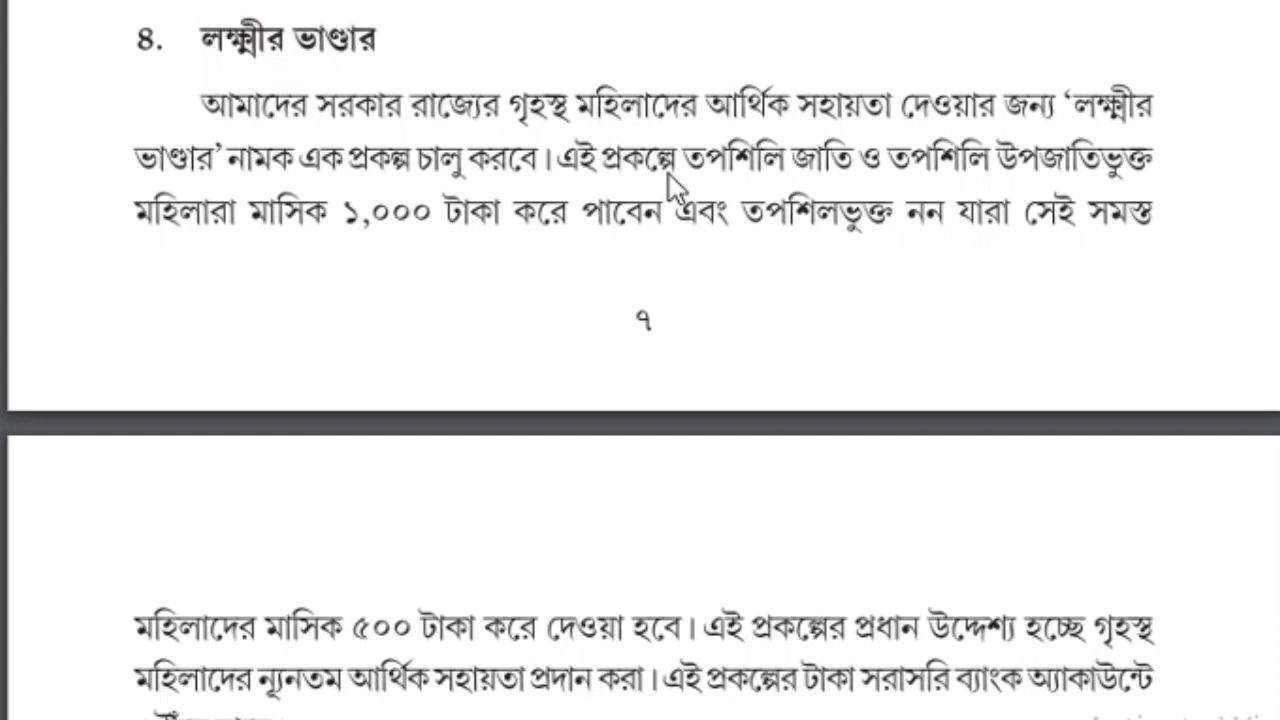 ৪. লক্ষ্মীর ভাণ্ডার
আমাদের সরকার রাজ্যের গৃহস্থ মহিলাদের আর্থিক সহায়তা দেওয়ার জন্য ‘লক্ষ্মীর
ভাণ্ডার’ নামক এক প্রকল্প চালু করবে। এই প্রকল্পে তপশিলি জাতি ও তপশিলি উপজাতিভুক্ত
মহিলারা মাসিক ১,০০০ টাকা করে পাবেন এবং তপশিলভুক্ত নন যারা সেই সমস্ত
৭
মহিলাদের মাসিক ৫০০ টাকা করে দেওয়া হবে। এই প্রকল্পের প্রধান উদ্দেশ্য হচ্ছে গৃহস্থ
মহিলাদের ন্যূনতম আর্থিক সহায়তা প্রদান করা। এই প্রকল্পের টাকা সরাসরি ব্যাংক অ্যাকাউন্টে